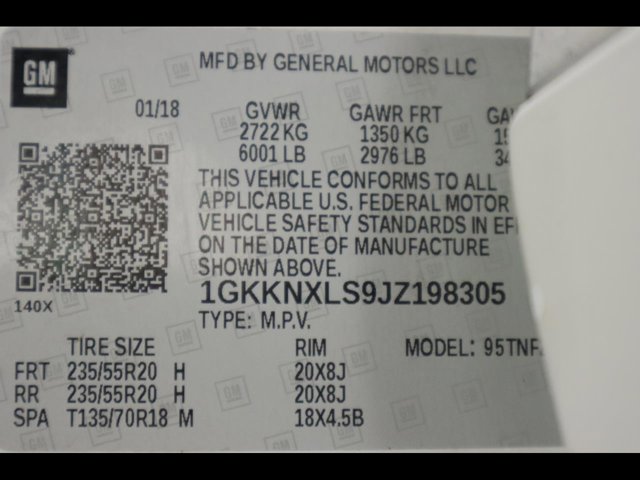 GM
MFD BY GENERAL MOTORS LLC
01/18 GVWR GAWR FRT
2722 KG 1350 KG
6001 LB 2976 LB
THIS VEHICLE CONFORMS TO ALL
APPLICABLE U.S. FEDERAL MOTOR
VEHICLE SAFETY STANDARDS IN
ON THE DATE OF MANUFACTURE
SHOWN ABOVE.
140X
1GKKNXLS9JZ198305
TYPE: M.P.V.
TIRE SIZE RIM MODEL: 95TNF
FRT 235/55R20 H 20X8J
RR 235/55R20 H 20X8J
SPA T135/70R18 M 18X4.5B